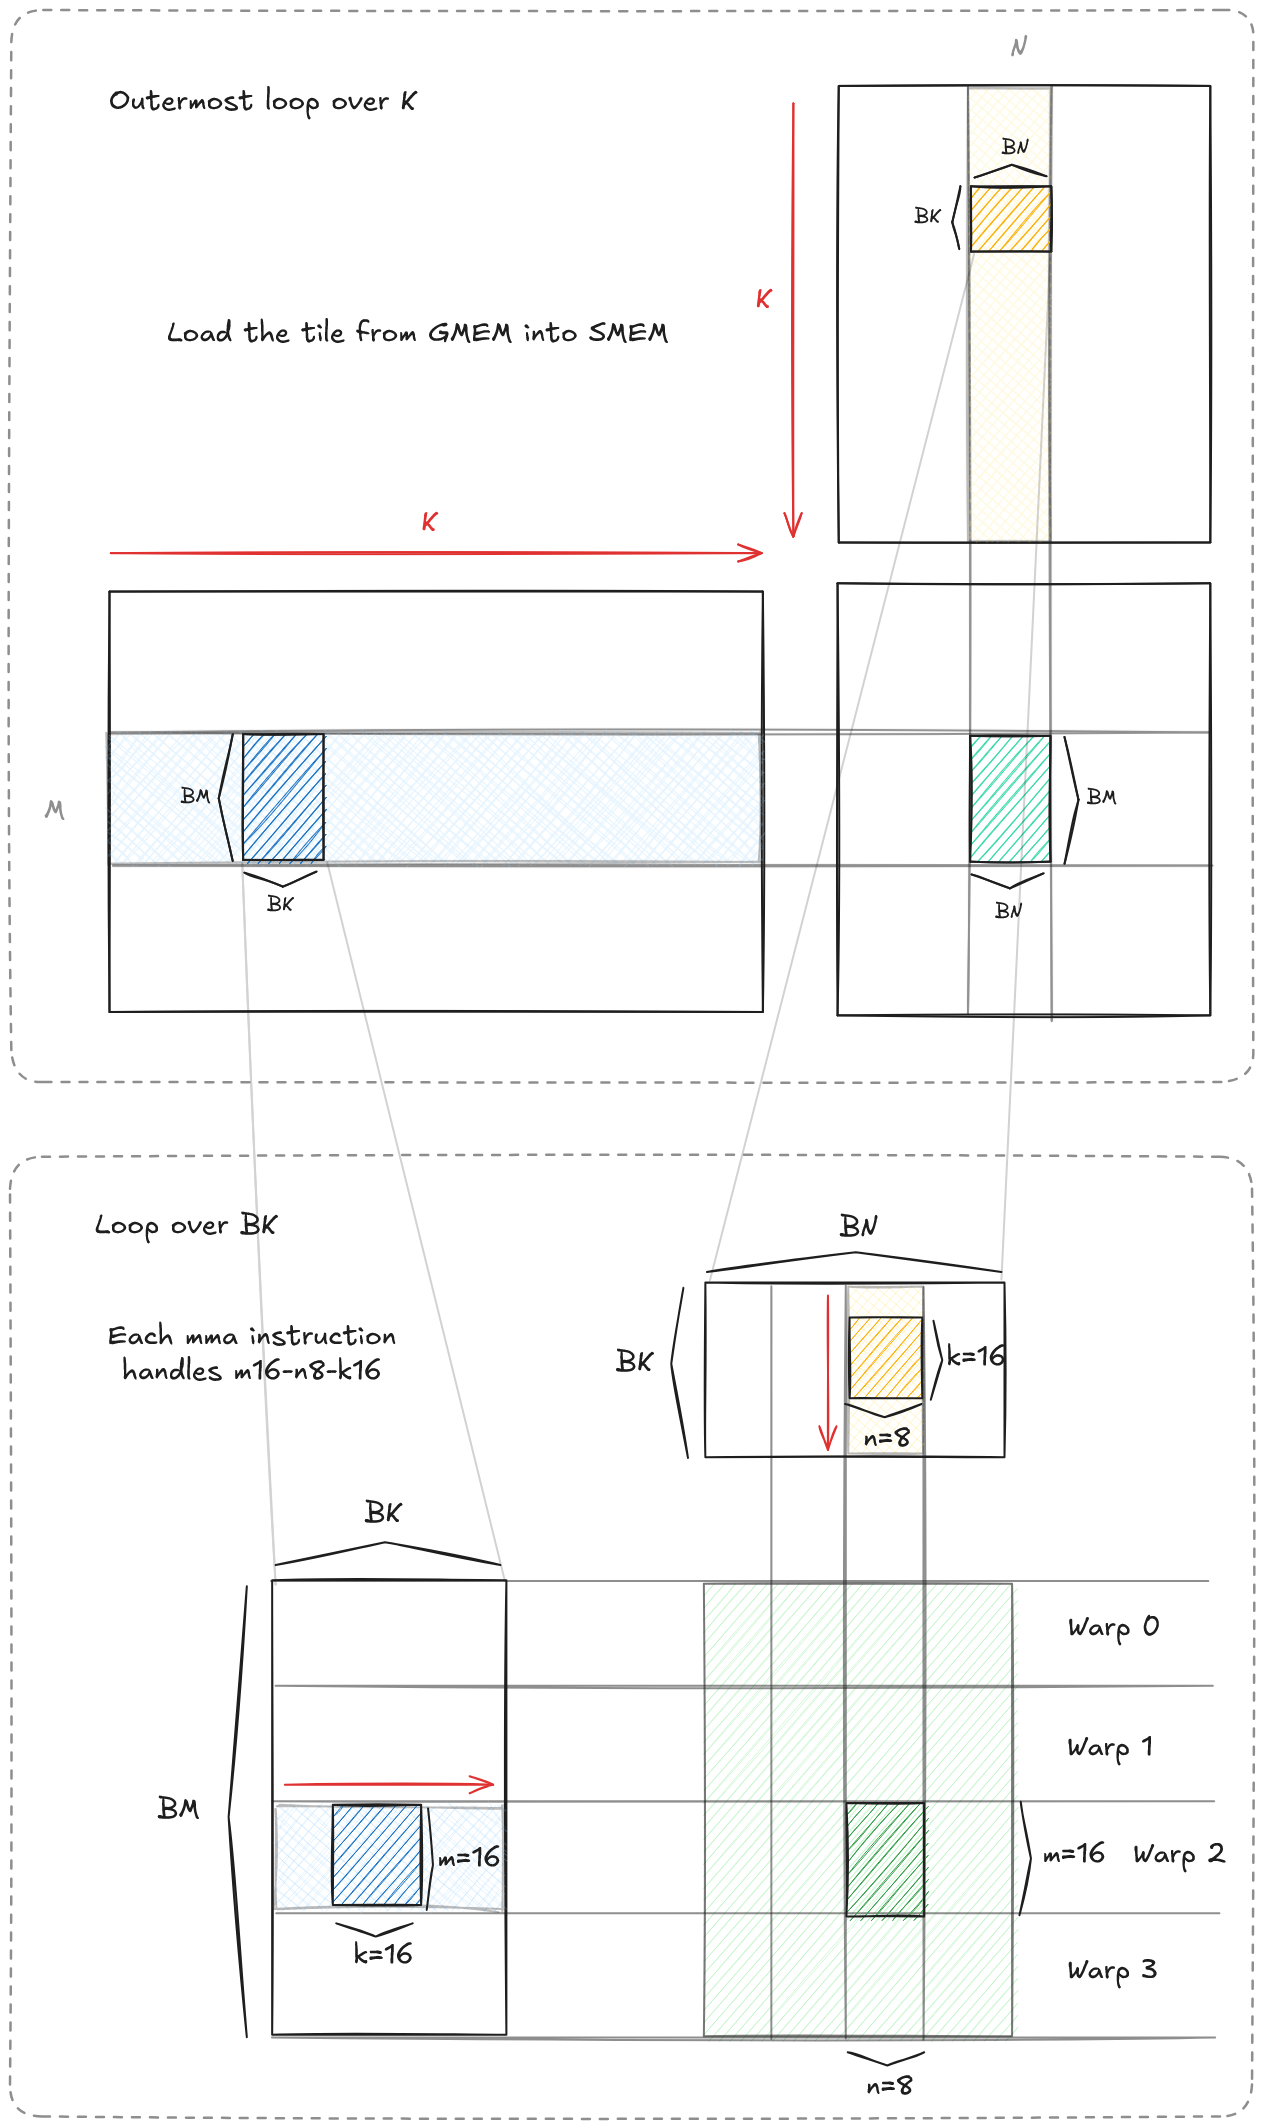 N
Outermost loop over K
BN
BK
K
Load the tile from GMEM into SMEM
K
BM
BM
M
BK
BN
Loop over BK
BN
Each mma instruction
handles m16-n8-k16
BK
k=16
n=8
BK
Warp 0
Warp 1
BM
m=16
m=16
Warp 2
k=16
Warp 3
n=8